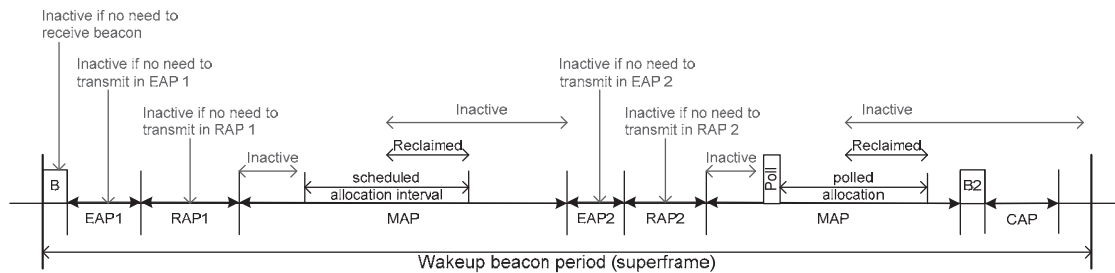 Inactive if no need to
receive beacon
Inactive if no need to
transmit in EAP 1
Inactive if no need to
transmit in RAP 1
Inactive
Inactive
Reclaimed
scheduled
allocation interval
Inactive if no need to
transmit in EAP 2
Inactive if no need to
transmit in RAP 2
Inactive
Inactive
Reclaimed
Poll
polled
allocation
B
EAP1
RAP1
MAP
EAP2
RAP2
MAP
B2
CAP
Wakeup beacon period (superframe)